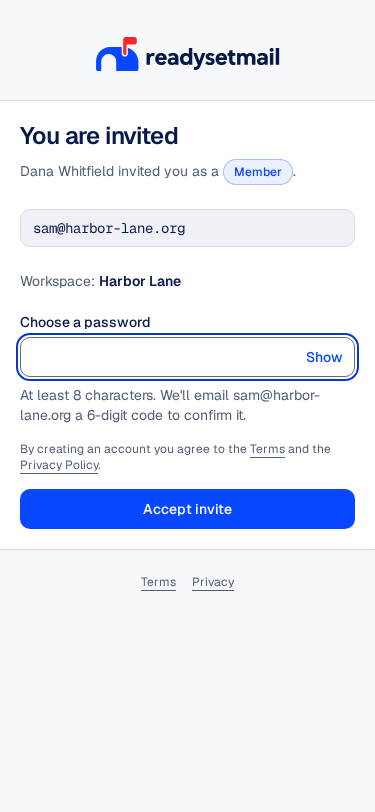 readysetmail
You are invited
Dana Whitfield invited you as a Member.
sam@harbor-lane.org
Workspace: Harbor Lane
Choose a password
Show
At least 8 characters. We'll email sam@harbor-
lane.org a 6-digit code to confirm it.
By creating an account you agree to the Terms and the
Privacy Policy.
Accept invite
Terms Privacy